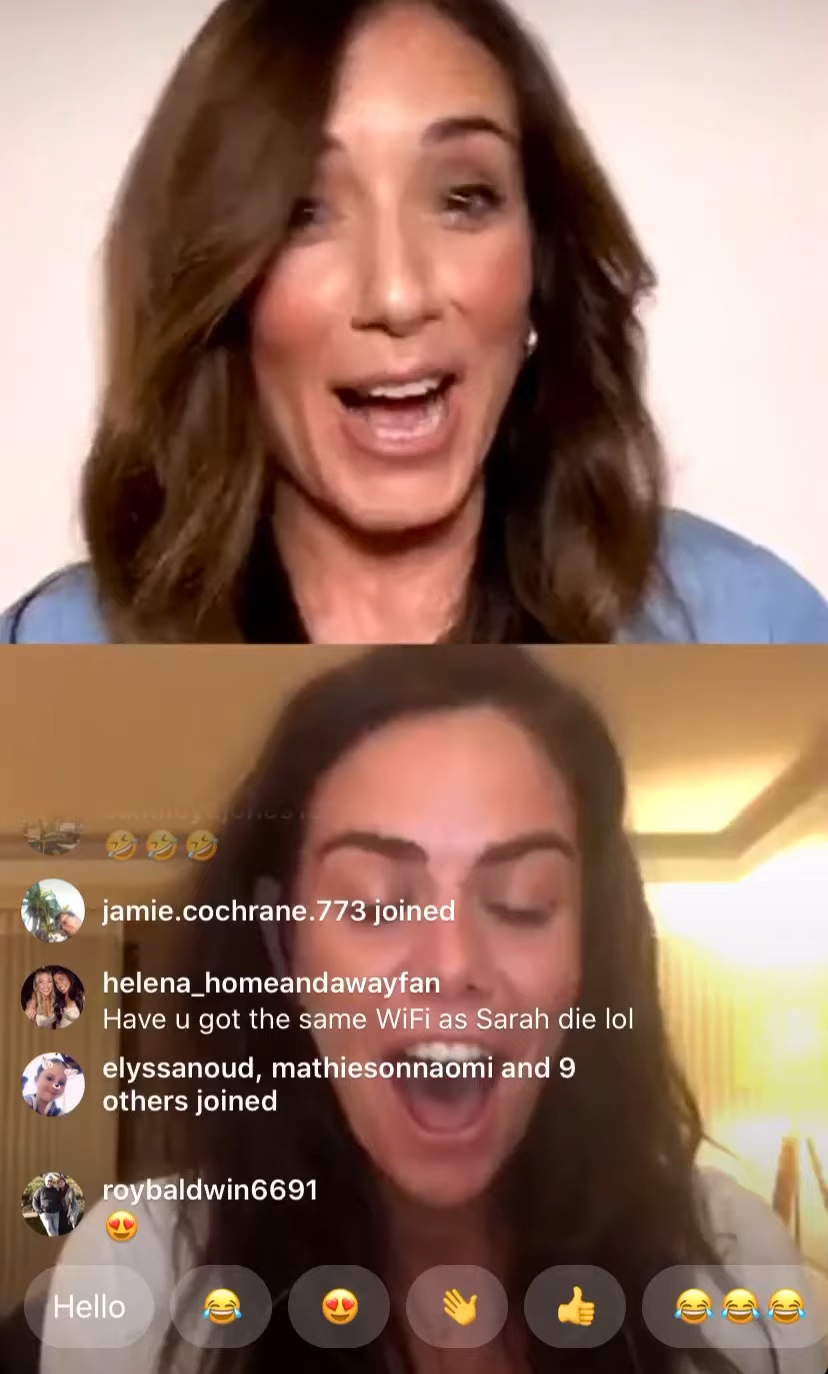 🤣🤣🤣
jamie.cochrane.773 joined
helena_homeandawayfan
Have u got the same WiFi as Sarah die lol
elyssanoud, mathiesonnaomi and 9
others joined
roybaldwin6691
😍
Hello 😂 😍 👋 👍 😂😂😂